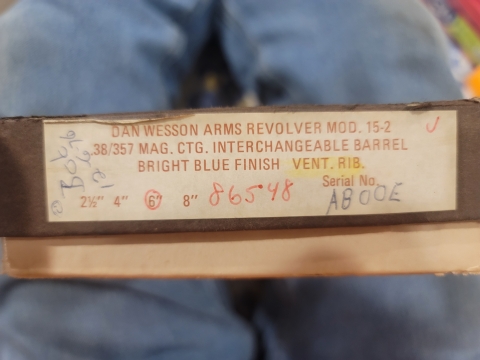 DAN WESSON ARMS REVOLVER MOD. 15-2
.38/357 MAG. CTG. INTERCHANGEABLE BARREL
BRIGHT BLUE FINISH VENT. RIB.
2½" 4" 6" 8" 86548
Serial No.